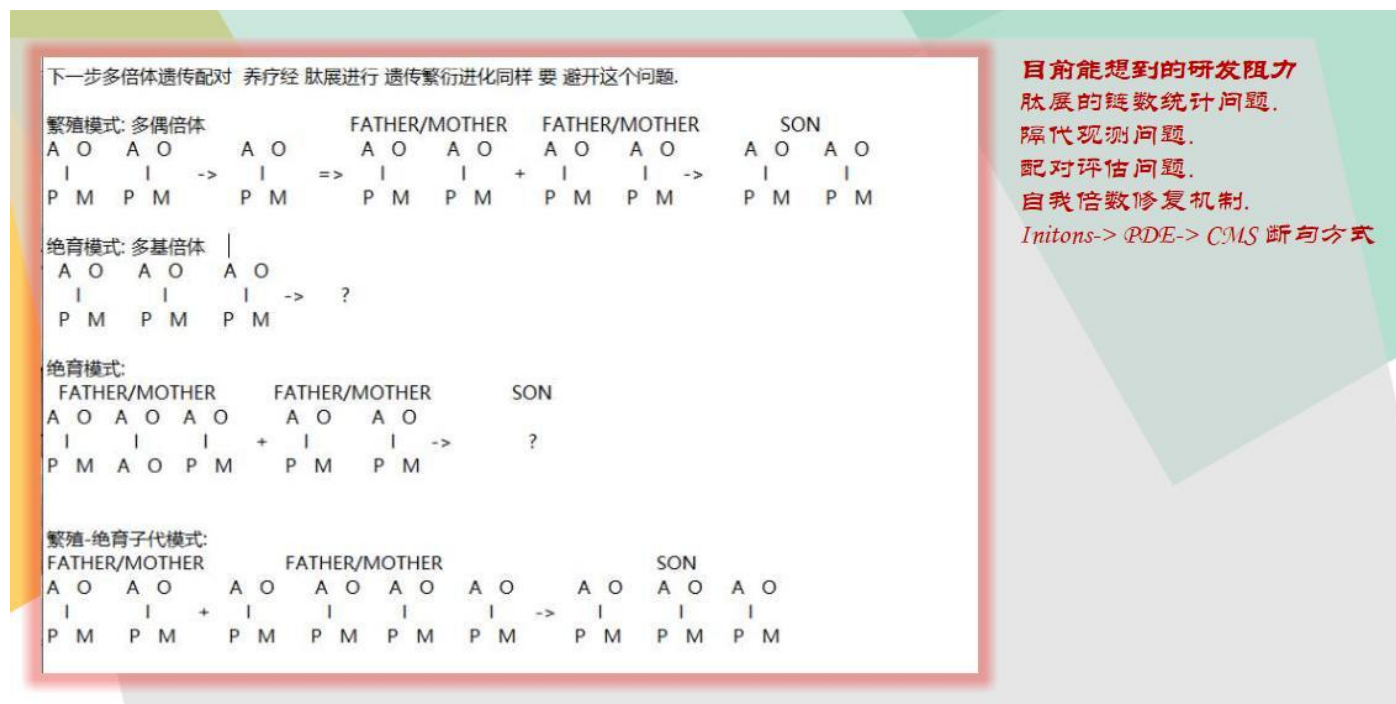 下一步多倍体遗传配对 养疗经 肽展进行 遗传繁衍进化同样 要 避开这个问题.
繁殖模式: 多偶倍体 FATHER/MOTHER FATHER/MOTHER SON
A O A O A O A O A O A O A O A O A O
| | -> | => | | + | | -> | |
P M P M P M P M P M P M P M P M P M
绝育模式: 多基倍体
A O A O A O
| | | -> ?
P M P M P M
绝育模式:
FATHER/MOTHER FATHER/MOTHER SON
A O A O A O A O A O
| | | + | | -> ?
P M A O P M P M P M
繁殖-绝育子代模式:
FATHER/MOTHER FATHER/MOTHER SON
A O A O A O A O A O A O A O A O A O
| | + | | | | -> | | |
P M P M P M P M P M P M P M P M P M
目前能想到的研发阻力
肽展的链数统计问题.
隔代观测问题.
配对评估问题.
自我倍数修复机制.
Initons-> PDE-> CMS 断句方式